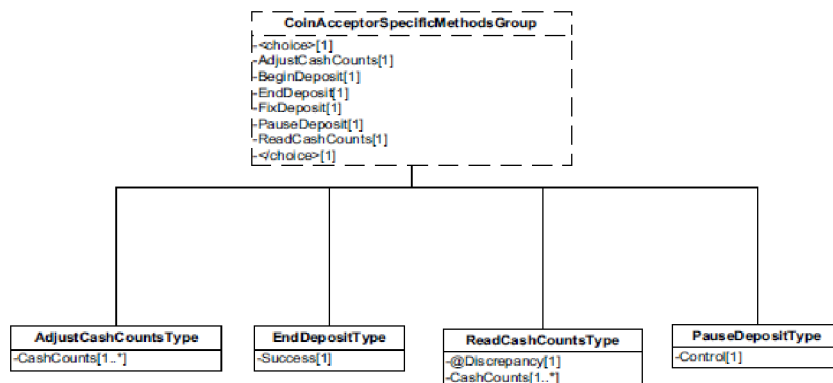 CoinAcceptorSpecificMethodsGroup
-<choice>[1]
-AdjustCashCounts[1]
-BeginDeposit[1]
-EndDeposit[1]
-FixDeposit[1]
-PauseDeposit[1]
-ReadCashCounts[1]
-</choice>[1]
AdjustCashCountsType
-CashCounts[1..*]
EndDepositType
-Success[1]
ReadCashCountsType
-@Discrepancy[1]
-CashCounts[1..*]
PauseDepositType
-Control[1]